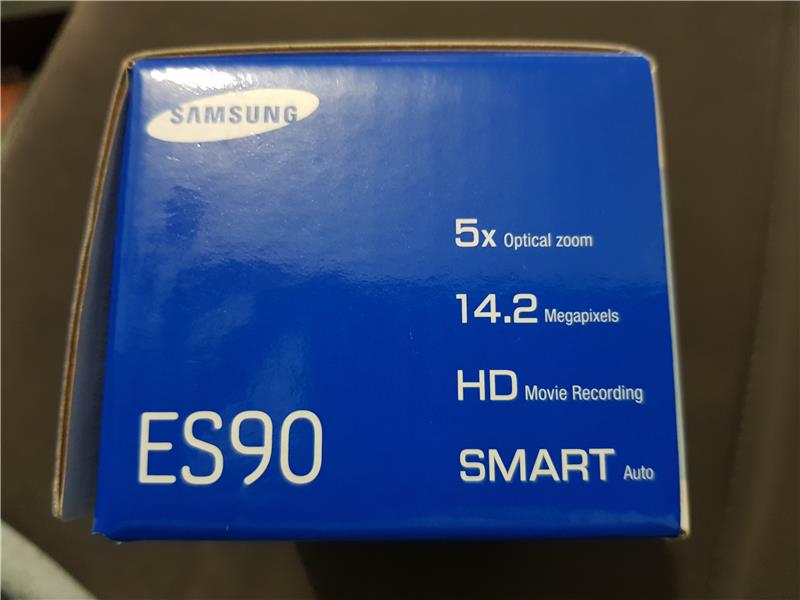 SAMSUNG
5x Optical zoom
14.2 Megapixels
HD Movie Recording
SMART Auto
ES90